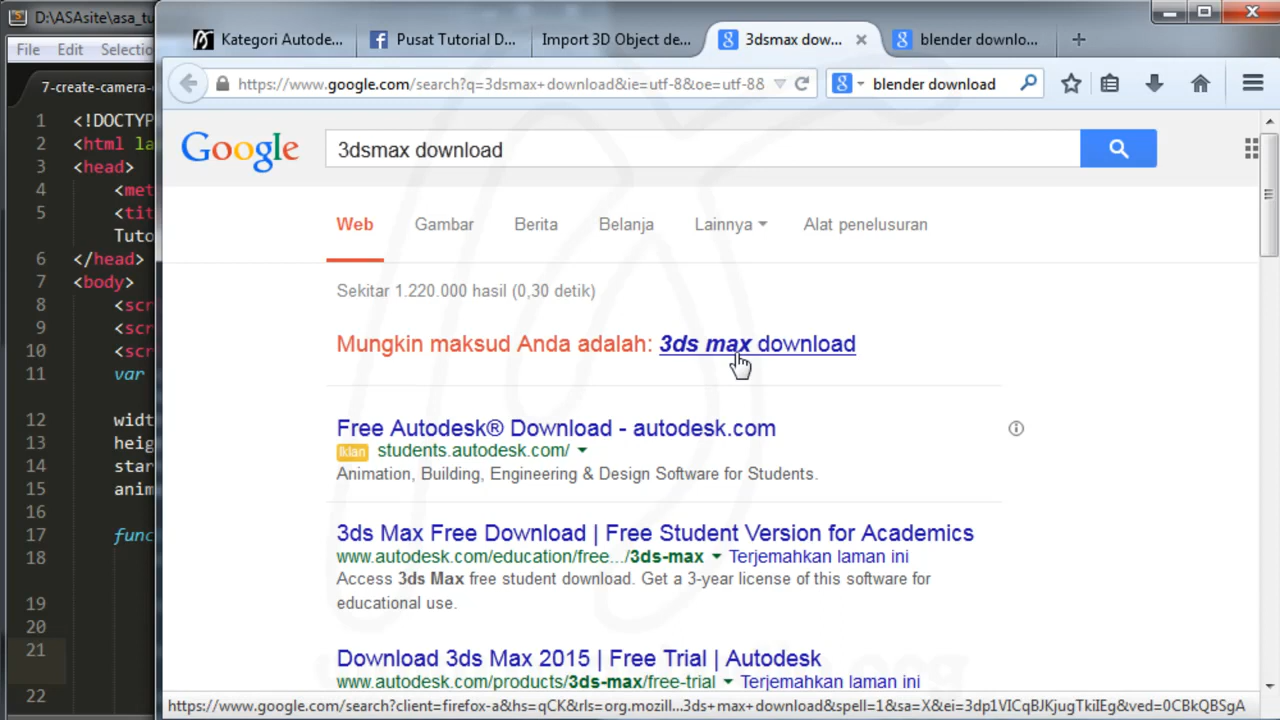 D:\ASAsite\asa_tu
File Edit Selectio
7-create-camera-
1 <!DOCTYP
2 <html la
3 <head>
4 <met
5 <tit
Tuto
6 </head>
7 <body>
8 <scr
9 <scr
10 <scr
11 var
12 widt
13 heig
14 star
15 anim
16
17 func
18
19
20
21
22
Kategori Autode...
Pusat Tutorial D...
Import 3D Object de...
3dsmax dow...
blender downlo...
https://www.google.com/search?q=3dsmax+download&ie=utf-8&oe=utf-88
blender download
Google
3dsmax download
Web Gambar Berita Belanja Lainnya Alat penelusuran
Sekitar 1.220.000 hasil (0,30 detik)
Mungkin maksud Anda adalah: 3ds max download
Free Autodesk® Download - autodesk.com
Iklan students.autodesk.com/
Animation, Building, Engineering & Design Software for Students.
3ds Max Free Download | Free Student Version for Academics
www.autodesk.com/education/free.../3ds-max Terjemahkan laman ini
Access 3ds Max free student download. Get a 3-year license of this software for
educational use.
Download 3ds Max 2015 | Free Trial | Autodesk
www.autodesk.com/products/3ds-max/free-trial Terjemahkan laman ini
https://www.google.com/search?client=firefox-a&hs=qCK&rls=org.mozill...3ds+max+download&spell=1&sa=X&ei=3dp1VICqBJKjugTkiIEg&ved=0CBkQBSgA